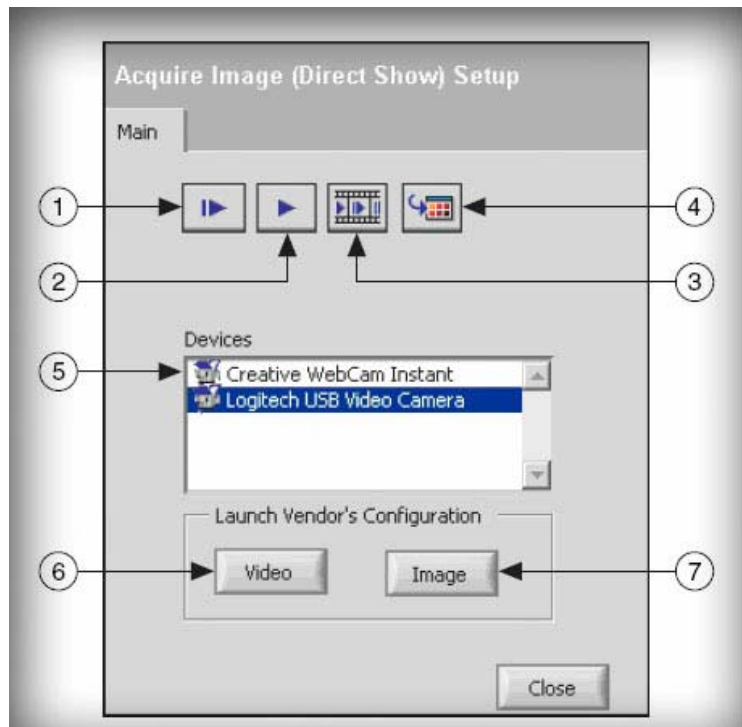 Acquire Image (Direct Show) Setup
Main
1
4
2
3
Devices
5
Creative WebCam Instant
Logitech USB Video Camera
Launch Vendor's Configuration
6
Video
Image
7
Close